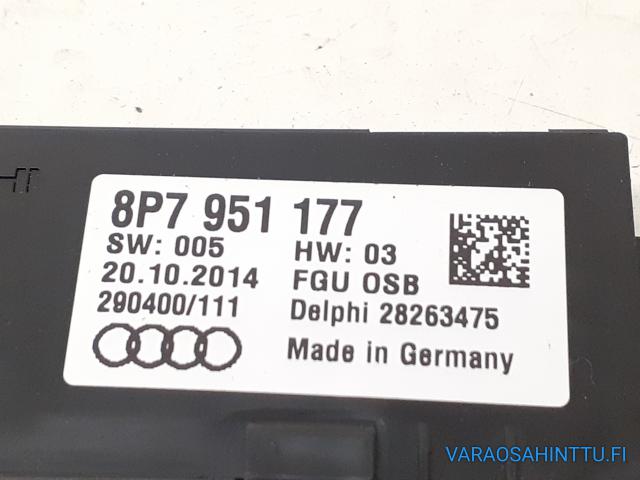 8P7 951 177
SW: 005 HW: 03
20.10.2014 FGU OSB
290400/111 Delphi 28263475
Made in Germany
VARAOSAHINTTU.FI